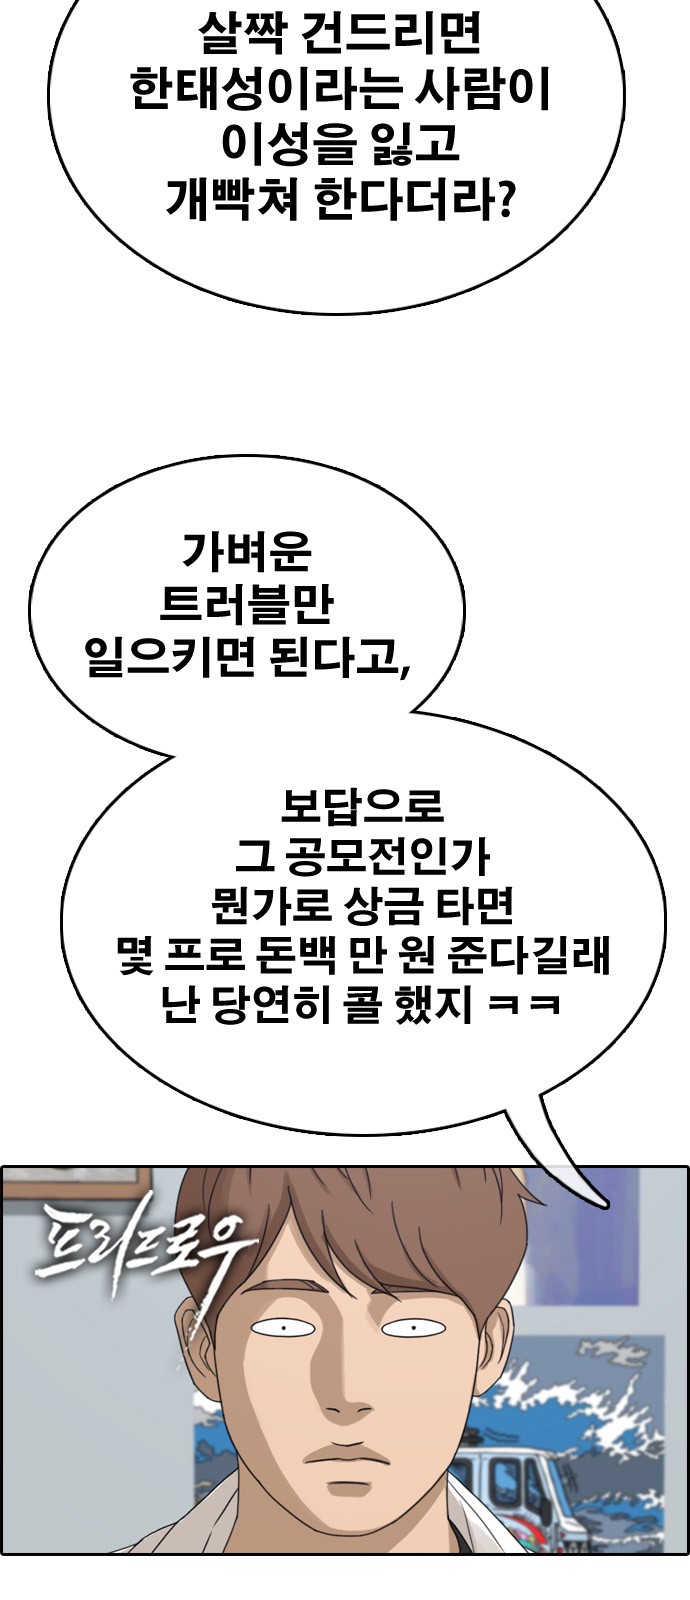 살짝 건드리면
한태성이라는 사람이
이성을 잃고
개빡쳐 한다더라?
가벼운
트러블만
일으키면 된다고,
보답으로
그 공모전인가
뭔가로 상금 타면
몇 프로 돈백 만 원 준다길래
난 당연히 콜 했지 ㅋㅋ
프리드로우